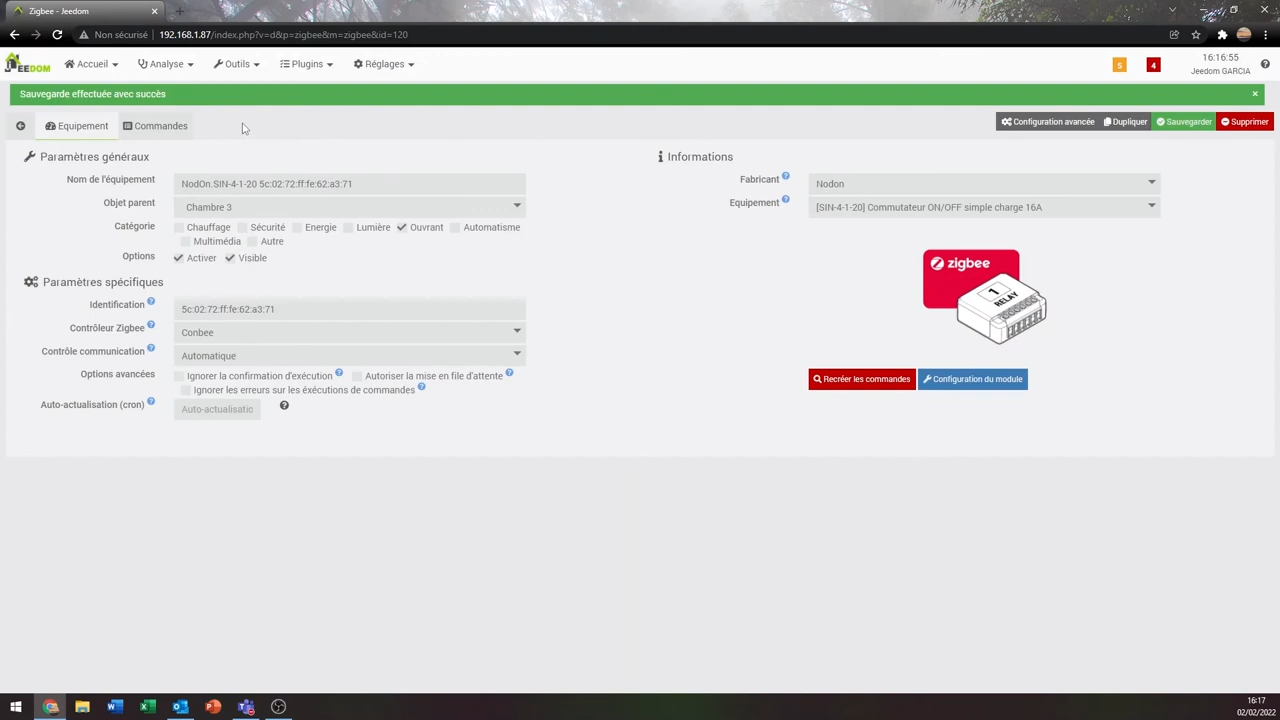 Zigbee - Jeedom
Non sécurisé 192.168.1.87/index.php?v=d&p=zigbee&m=zigbee&id=120
JEEDOM Accueil Analyse Outils Plugins Réglages 5 4 16:16:55
Jeedom GARCIA
Sauvegarde effectuée avec succès
Equipement Commandes Configuration avancée Dupliquer Sauvegarder Supprimer
Paramètres généraux
Nom de l'équipement NodOn.SIN-4-1-20 5c:02:72:ff:fe:62:a3:71
Objet parent Chambre 3
Catégorie Chauffage Sécurité Energie Lumière Ouvrant Automatisme
Multimédia Autre
Options Activer Visible
Paramètres spécifiques
Identification ? 5c:02:72:ff:fe:62:a3:71
Contrôleur Zigbee ? Conbee
Contrôle communication ? Automatique
Options avancées Ignorer la confirmation d'exécution ? Autoriser la mise en file d'attente ?
Ignorer les erreurs sur les éxécutions de commandes ?
Auto-actualisation (cron) ? Auto-actualisatic ?
Informations
Fabricant ? Nodon
Equipement ? [SIN-4-1-20] Commutateur ON/OFF simple charge 16A
zigbee
1
RELAY
Recréer les commandes Configuration du module
16:17
02/02/2022